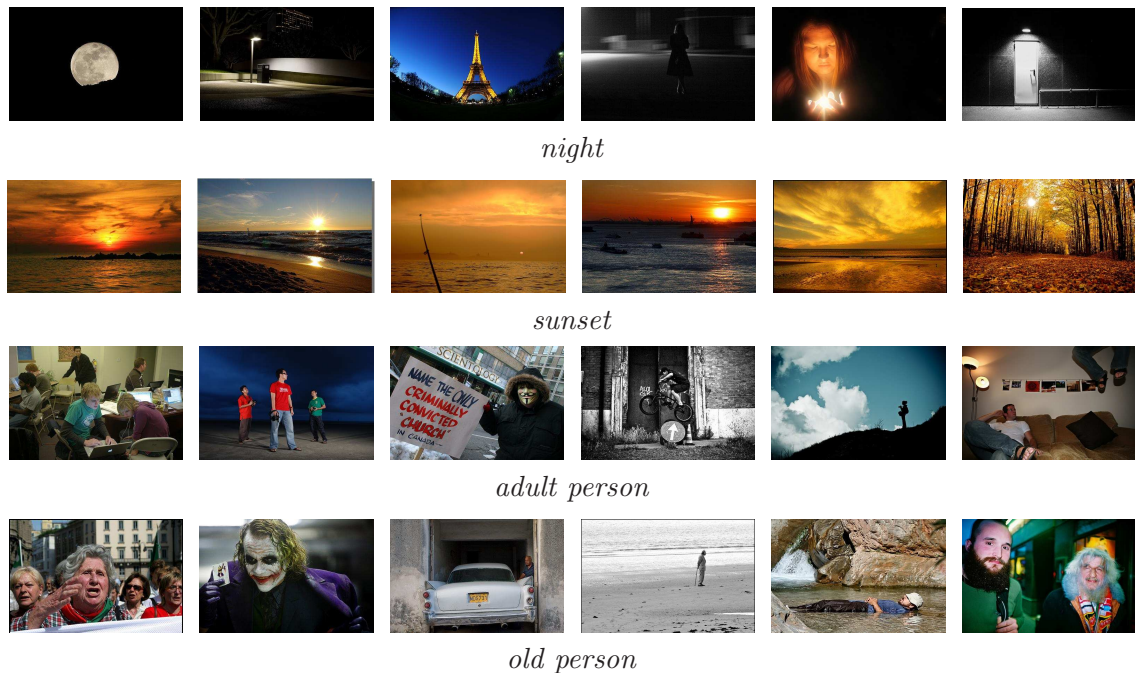 night
sunset
SCIENTOLOGY
NAME THE ONLY
CRIMINALLY
CONVICTED
"CHURCH"
IN CANADA
adult person
old person